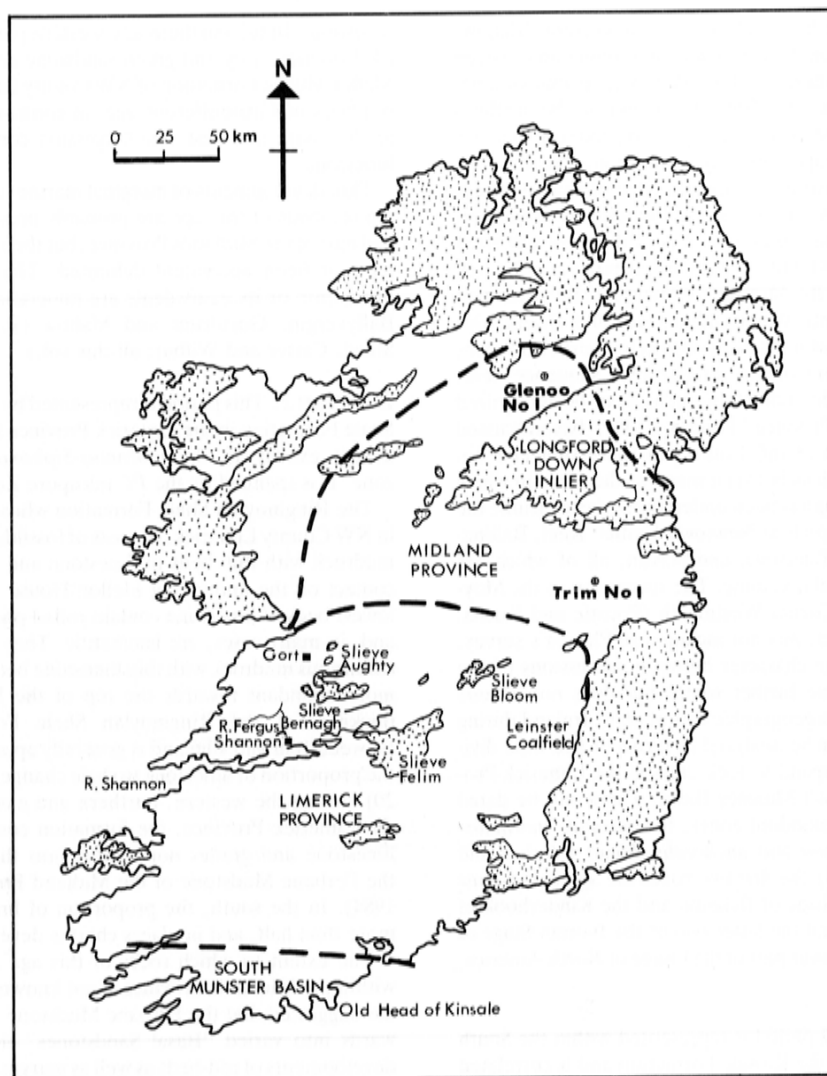 N
0 25 50 km
Glenoo
No 1
LONGFORD
DOWN
INLIER
MIDLAND
PROVINCE
Trim No 1
Gort
Slieve
Aughty
Slieve
Bloom
Slieve
Bernagh
R. Fergus
Shannon
Leinster
Coalfield
Slieve
Felim
R. Shannon
LIMERICK
PROVINCE
SOUTH
MUNSTER BASIN
Old Head of Kinsale